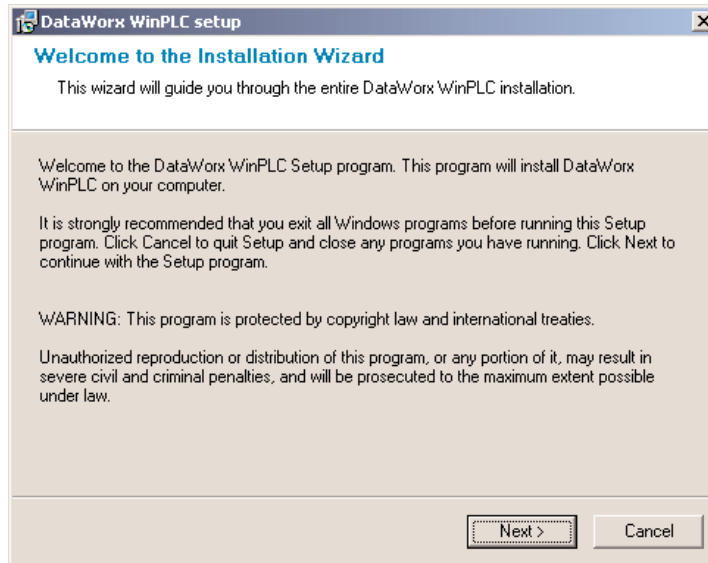 DataWorx WinPLC setup
Welcome to the Installation Wizard
This wizard will guide you through the entire DataWorx WinPLC installation.
Welcome to the DataWorx WinPLC Setup program. This program will install DataWorx
WinPLC on your computer.
It is strongly recommended that you exit all Windows programs before running this Setup
program. Click Cancel to quit Setup and close any programs you have running. Click Next to
continue with the Setup program.
WARNING: This program is protected by copyright law and international treaties.
Unauthorized reproduction or distribution of this program, or any portion of it, may result in
severe civil and criminal penalties, and will be prosecuted to the maximum extent possible
under law.
Next > Cancel